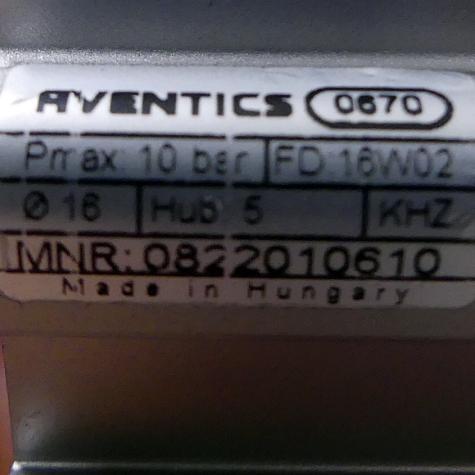 AVENTICS 0670
Pmax: 10 bar FD:16W02
Ø 16 Hub: 5 KHZ
MNR:0822010610
Made in Hungary